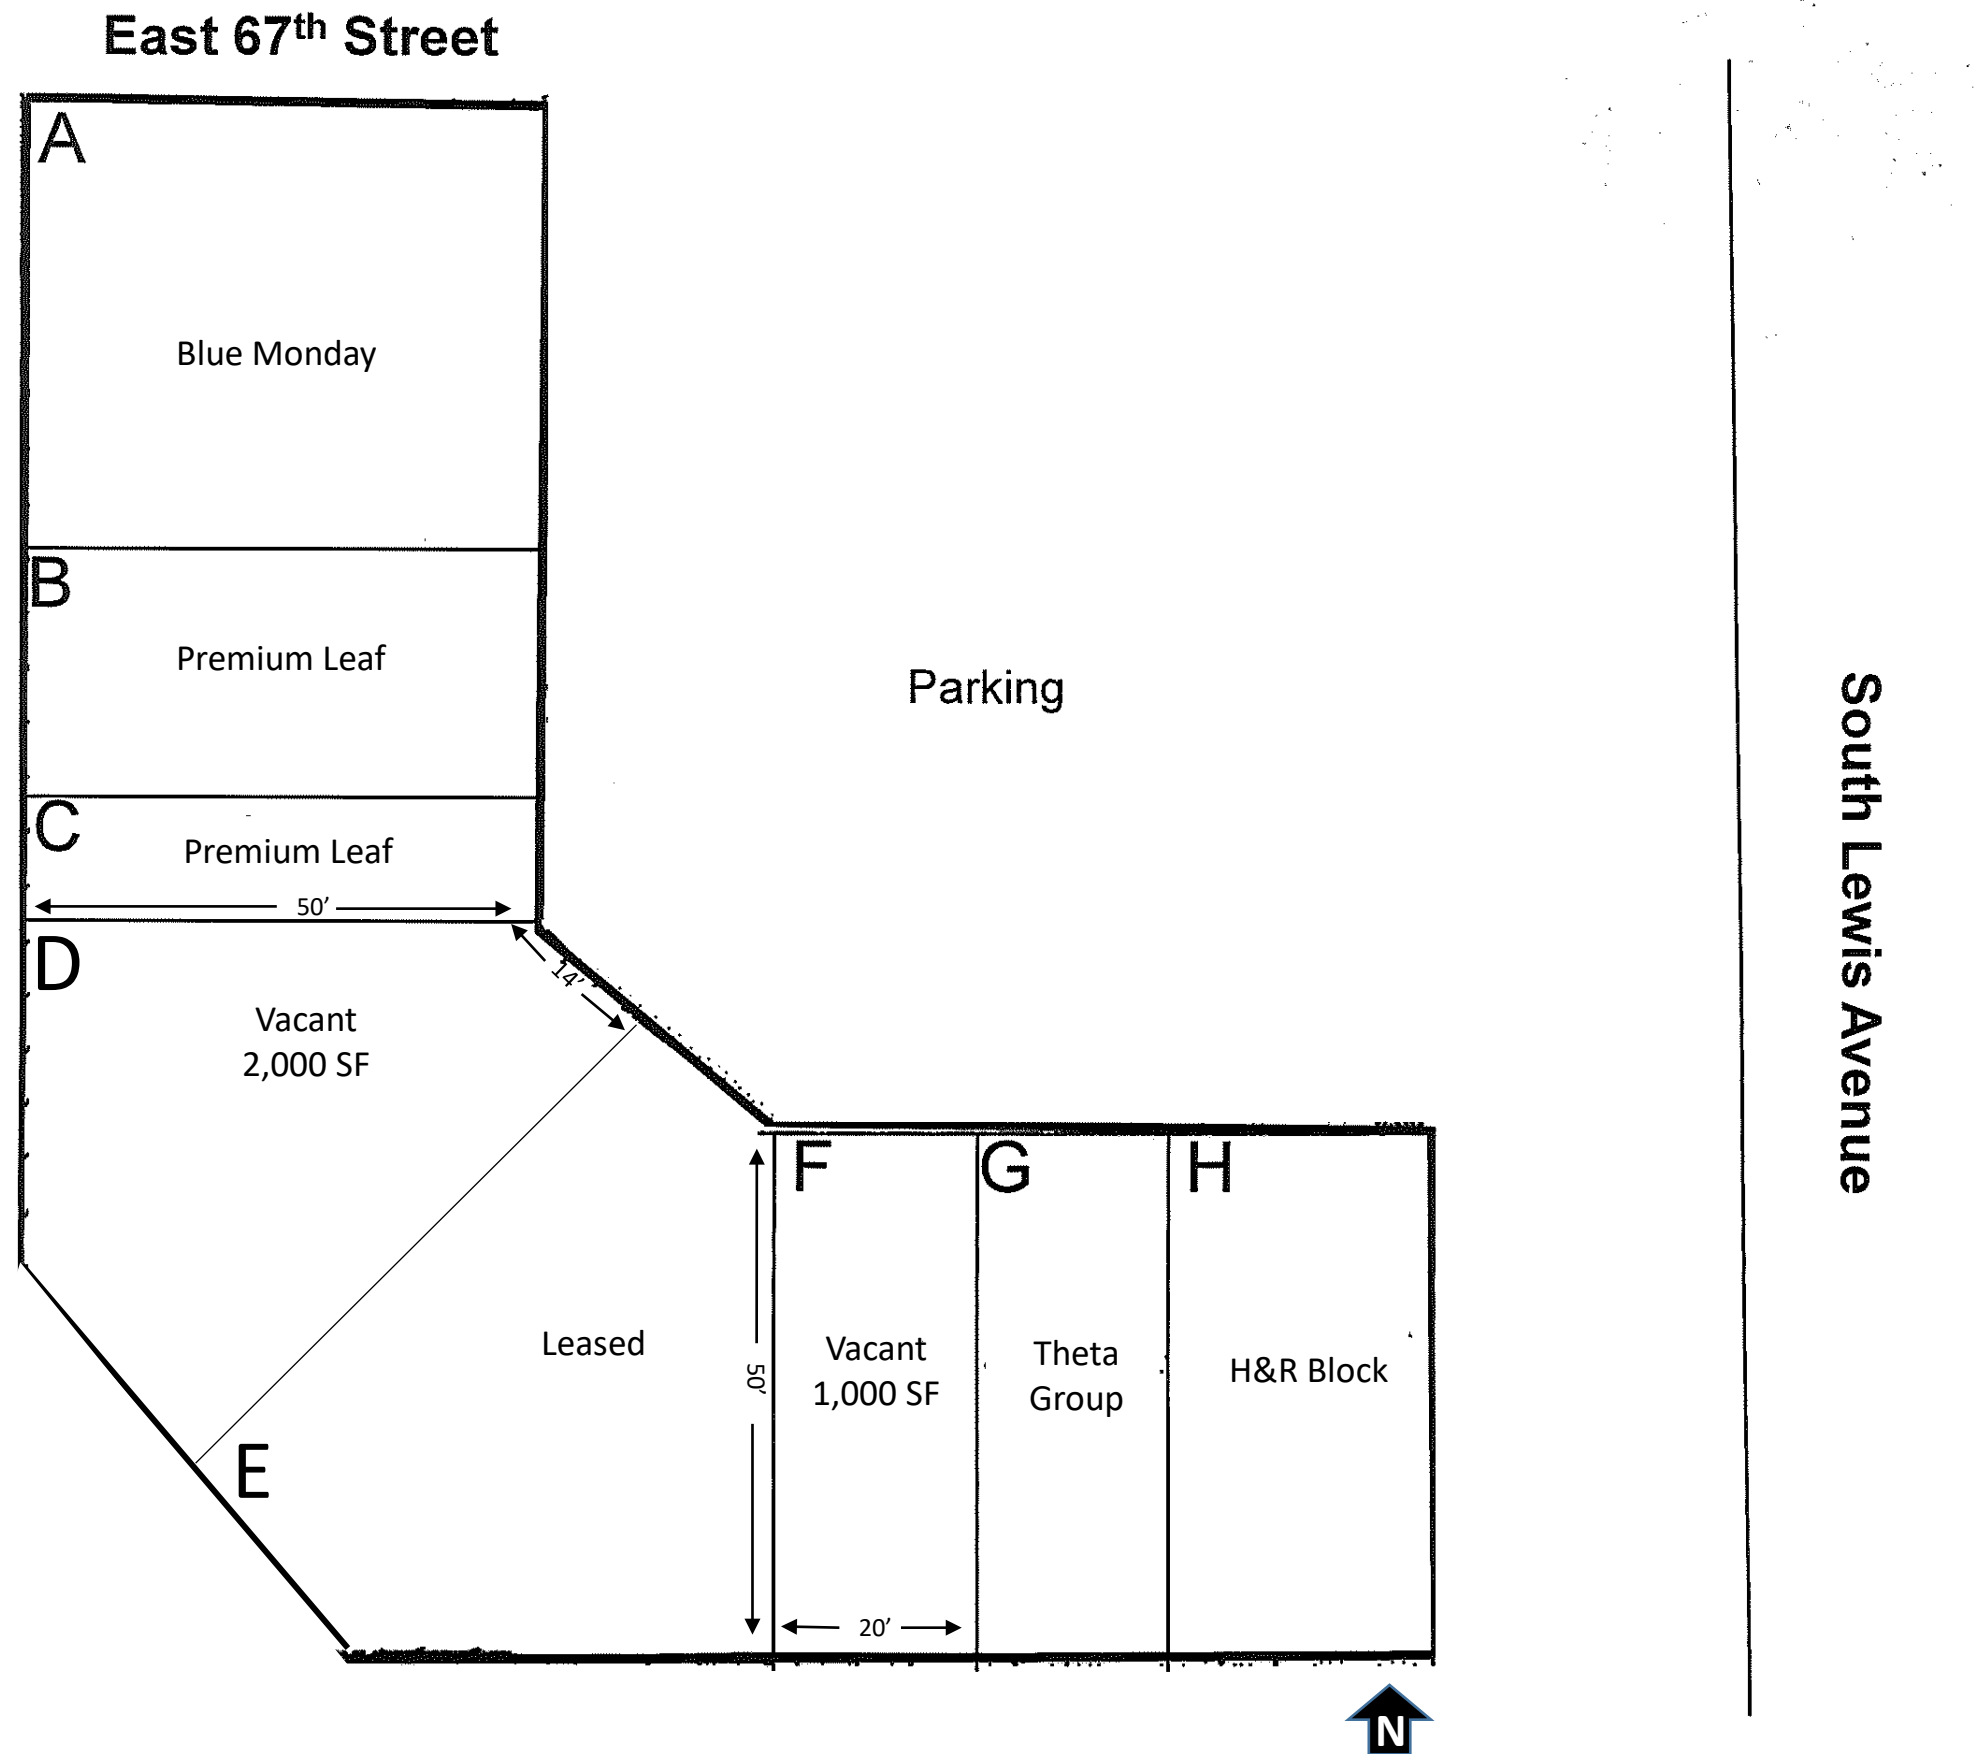 East 67th Street
A
Blue Monday
B
Premium Leaf
C
Premium Leaf
50’
D
14’
Vacant
2,000 SF
Parking
South Lewis Avenue
E
Leased
50’
F
Vacant
1,000 SF
20’
G
Theta
Group
H
H&R Block
N